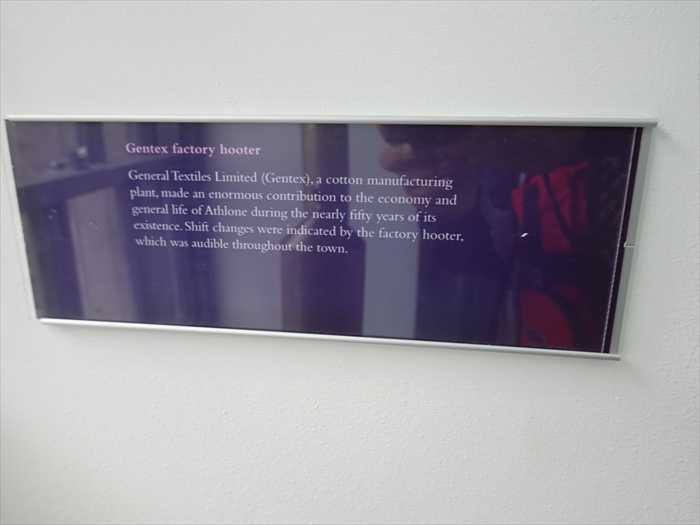 Gentex factory hooter
General Textiles Limited (Gentex), a cotton manufacturing
plant, made an enormous contribution to the economy and
general life of Athlone during the nearly fifty years of its
existence. Shift changes were indicated by the factory hooter,
which was audible throughout the town.